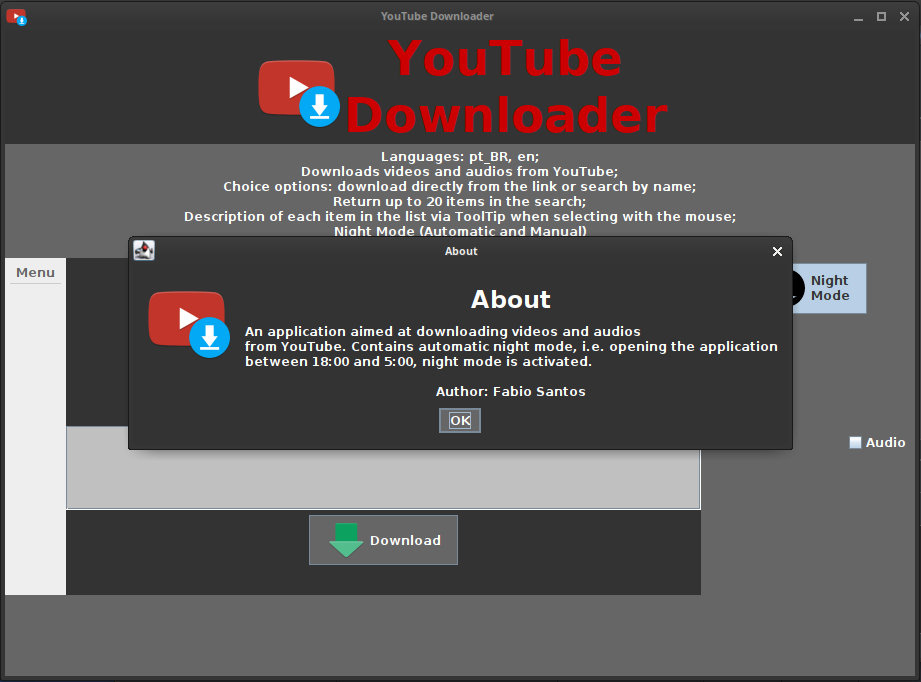 YouTube Downloader
YouTube
Downloader
Languages: pt_BR, en;
Downloads videos and audios from YouTube;
Choice options: download directly from the link or search by name;
Return up to 20 items in the search;
Description of each item in the list via ToolTip when selecting with the mouse;
Night Mode (Automatic and Manual)
About
Menu
Night
Mode
About
An application aimed at downloading videos and audios
from YouTube. Contains automatic night mode, i.e. opening the application
between 18:00 and 5:00, night mode is activated.
Author: Fabio Santos
OK
Audio
Download